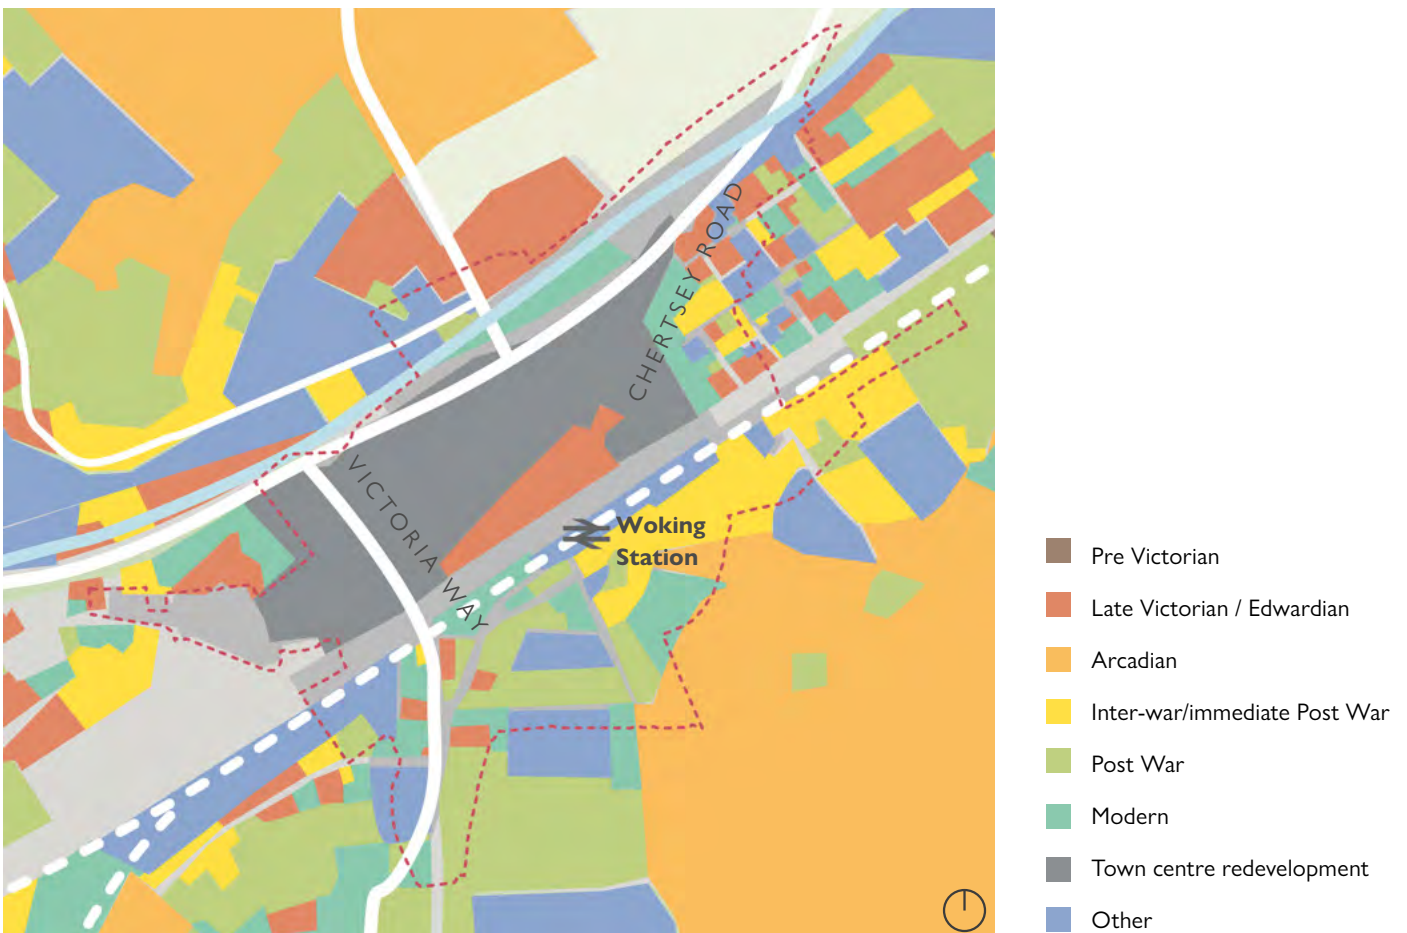 CHERTSEY ROAD
VICTORIA WAY
Woking
Station
Pre Victorian
Late Victorian / Edwardian
Arcadian
Inter-war/immediate Post War
Post War
Modern
Town centre redevelopment
Other